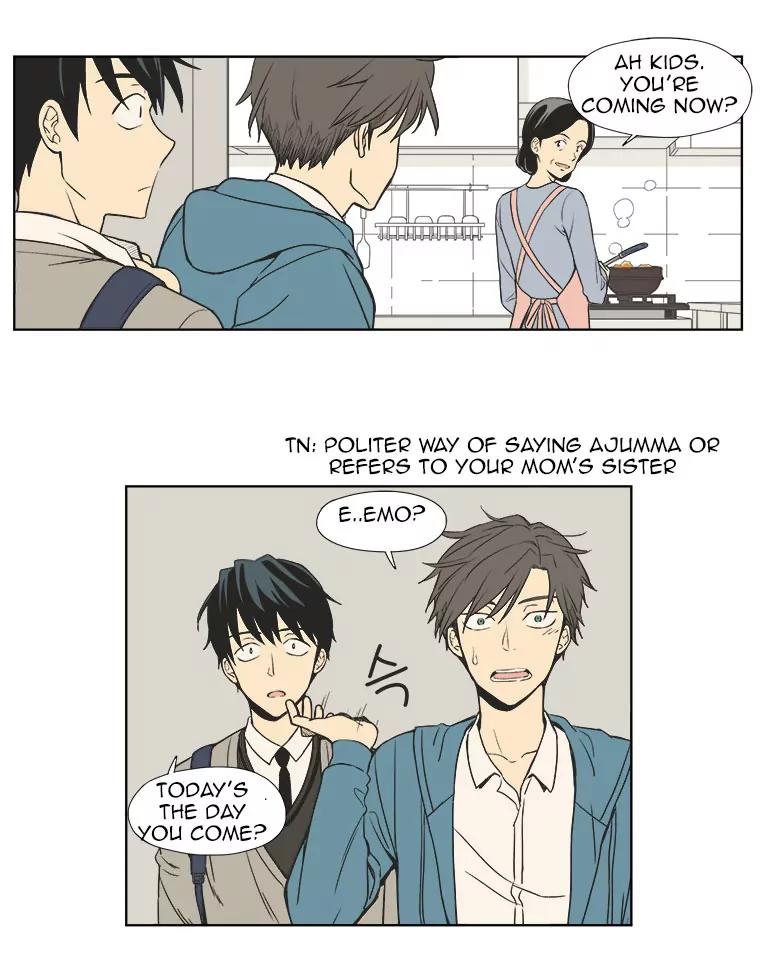 AH KIDS.
YOU'RE
COMING NOW?
TN: POLITER WAY OF SAYING AJUMMA OR
REFERS TO YOUR MOM'S SISTER
E..EMO?
스윽
TODAY'S
THE DAY
YOU COME?